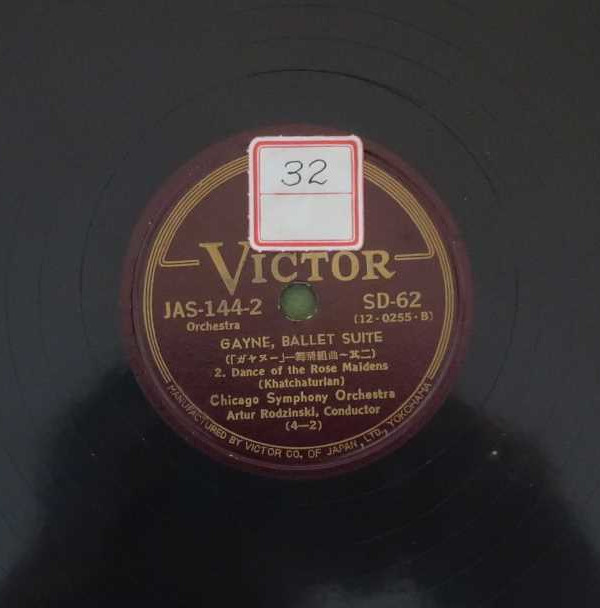 32
VICTOR
JAS-144-2
SD-62
Orchestra
(12-0255-B)
GAYNE, BALLET SUITE
(「ガヤヌー」—舞踊組曲～其二)
2. Dance of the Rose Maidens
(Khatchaturian)
Chicago Symphony Orchestra
Artur Rodzinski, Conductor
(4—2)
MANUFACTURED BY VICTOR CO. OF JAPAN, LTD., YOKOHAMA